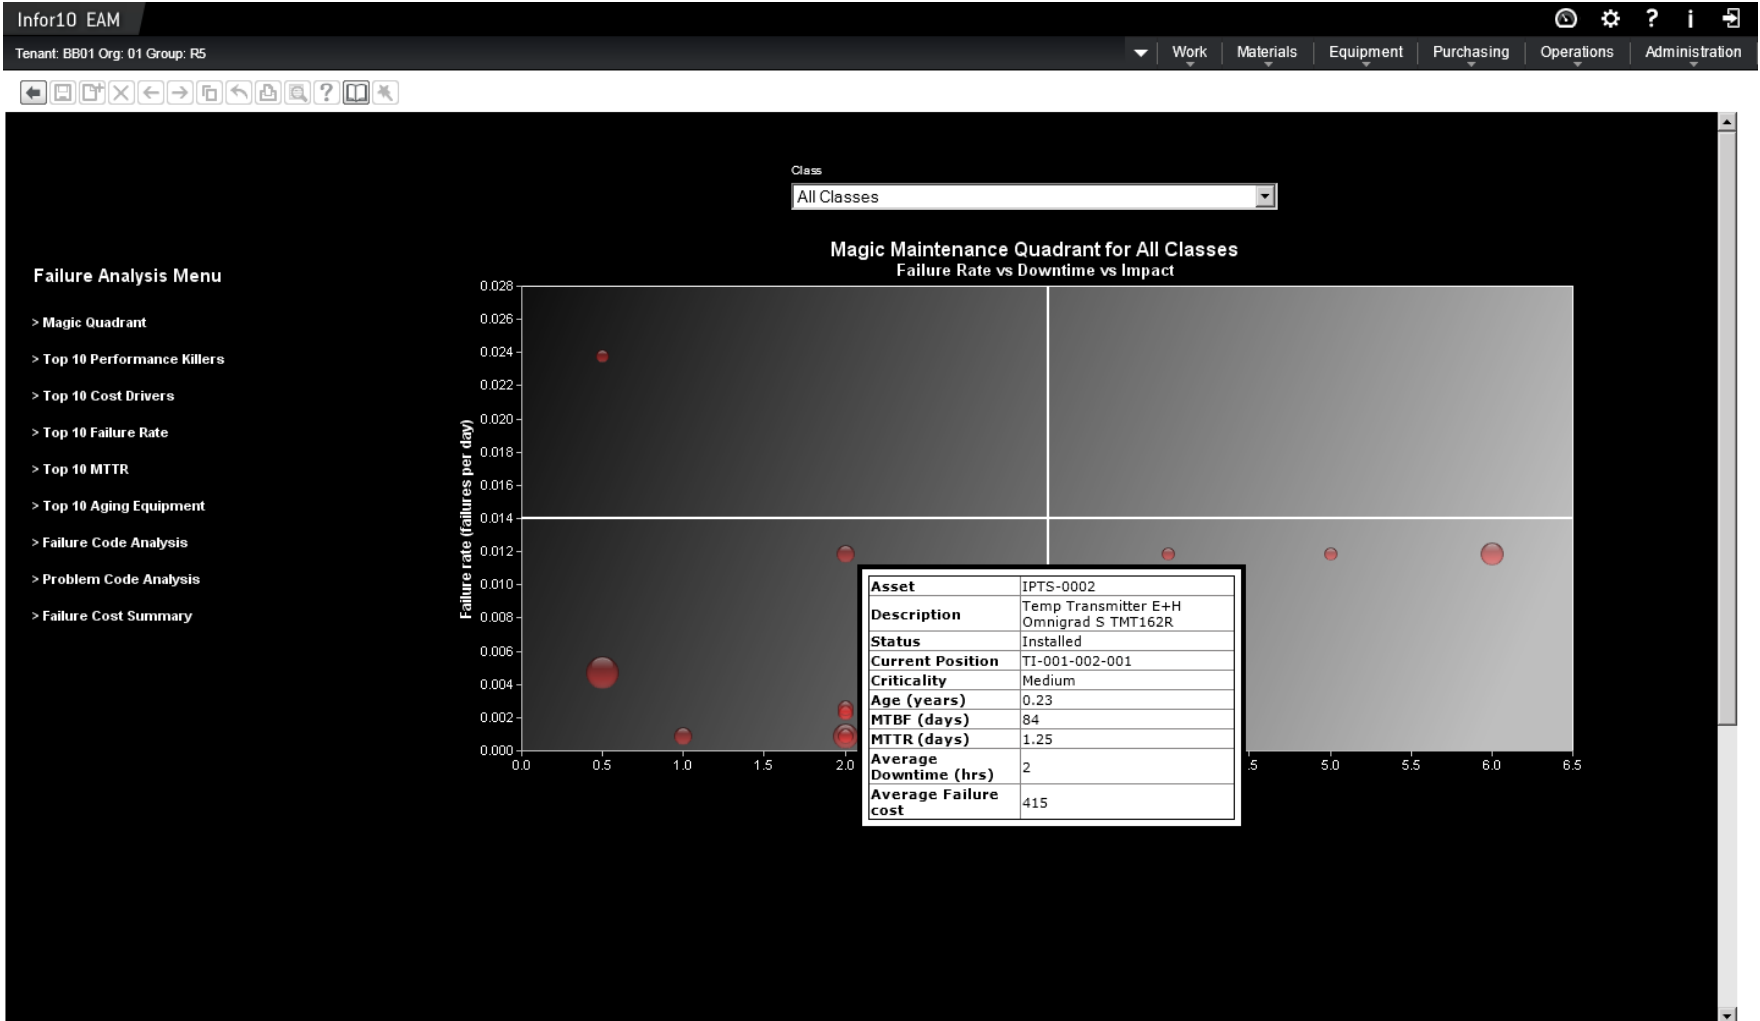 Infor10 EAM
? i
Tenant: BB01 Org: 01 Group: R5
Work Materials Equipment Purchasing Operations Administration
?
Class
All Classes
Magic Maintenance Quadrant for All Classes
Failure Rate vs Downtime vs Impact
Failure Analysis Menu
> Magic Quadrant
> Top 10 Performance Killers
> Top 10 Cost Drivers
> Top 10 Failure Rate
> Top 10 MTTR
> Top 10 Aging Equipment
> Failure Code Analysis
> Problem Code Analysis
> Failure Cost Summary
Failure rate (failures per day)
0.028
0.026
0.024
0.022
0.020
0.018
0.016
0.014
0.012
0.010
0.008
0.006
0.004
0.002
0.000
0.0 0.5 1.0 1.5 2.0 .5 5.0 5.5 6.0 6.5
Asset IPTS-0002
Description Temp Transmitter E+H
Omnigrad S TMT162R
Status Installed
Current Position TI-001-002-001
Criticality Medium
Age (years) 0.23
MTBF (days) 84
MTTR (days) 1.25
Average
Downtime (hrs) 2
Average Failure
cost 415